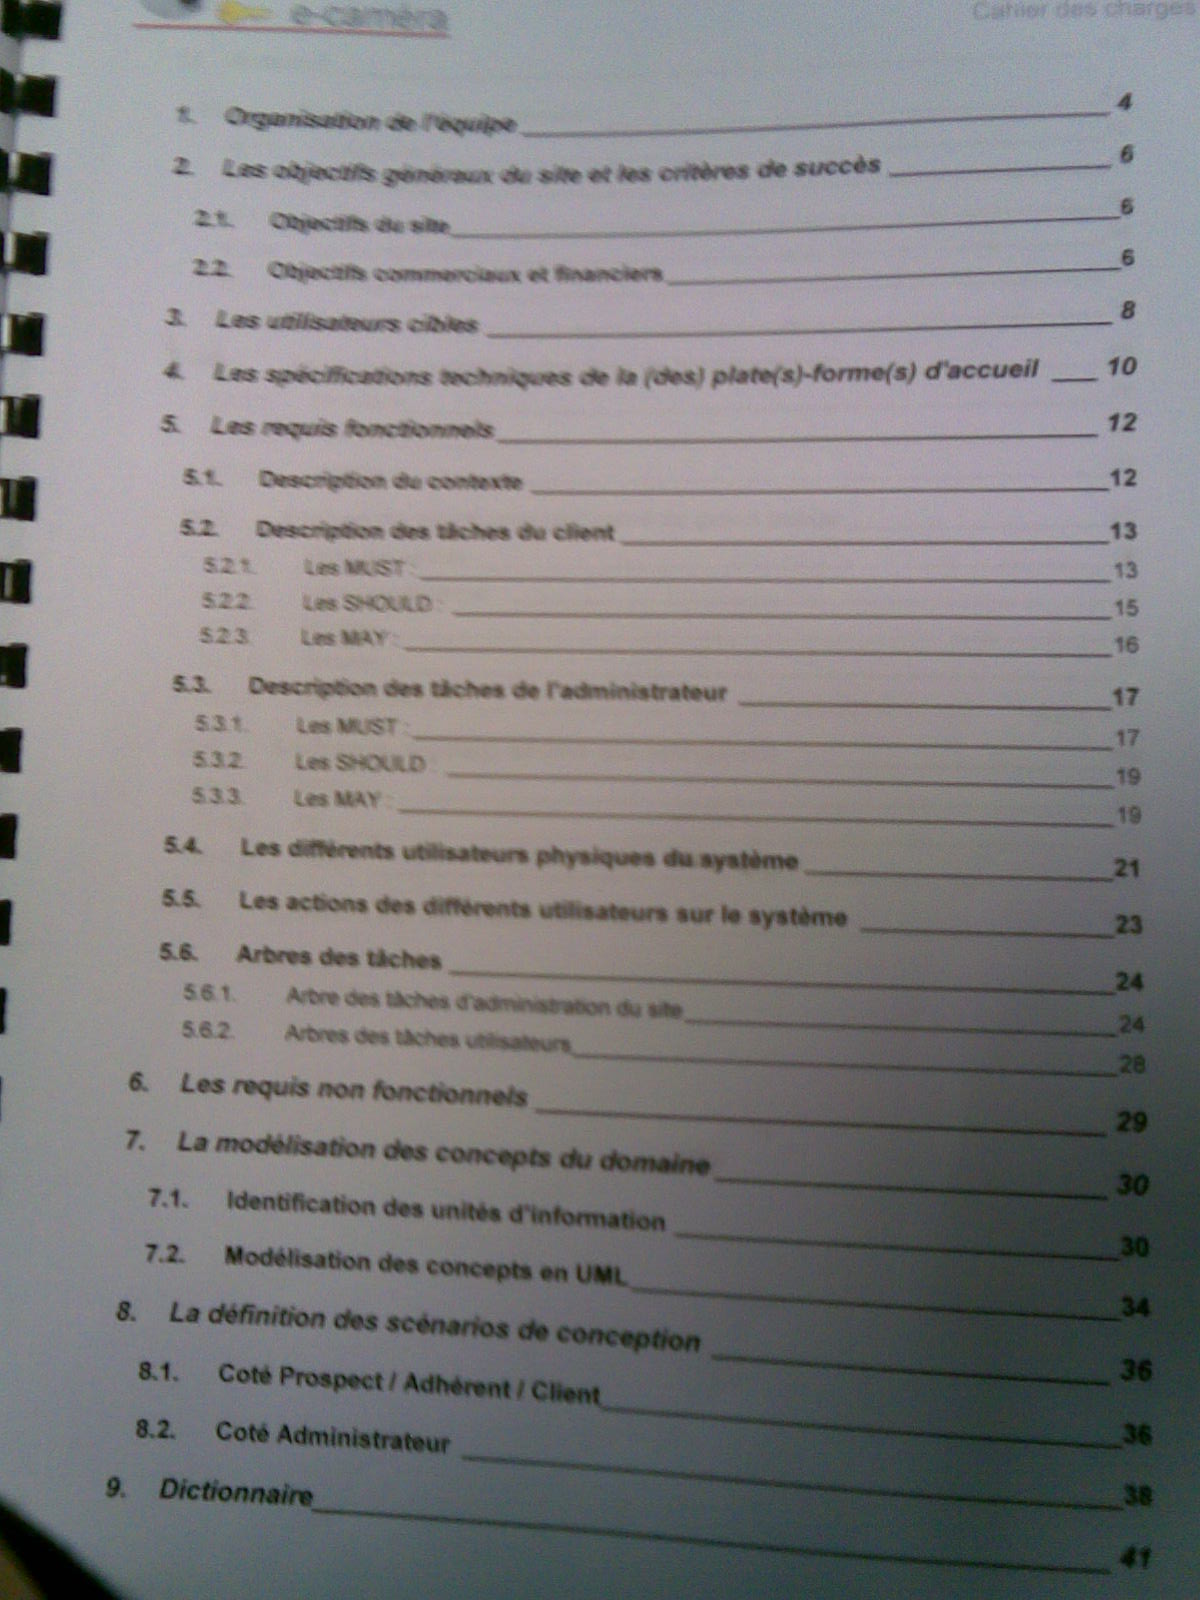 e-caméra
Cahier des charges
1. Organisation de l'équipe 4
2. Les objectifs généraux du site et les critères de succès 6
2.1. Objectifs du site 6
2.2. Objectifs commerciaux et financiers 6
3. Les utilisateurs cibles 8
4. Les spécifications techniques de la (des) plate(s)-forme(s) d'accueil 10
5. Les requis fonctionnels 12
5.1. Description du contexte 12
5.2. Description des tâches du client 13
5.2.1. Les MUST : 13
5.2.2. Les SHOULD : 15
5.2.3. Les MAY : 16
5.3. Description des tâches de l'administrateur 17
5.3.1. Les MUST : 17
5.3.2. Les SHOULD : 19
5.3.3. Les MAY : 19
5.4. Les différents utilisateurs physiques du système 21
5.5. Les actions des différents utilisateurs sur le système 23
5.6. Arbres des tâches 24
5.6.1. Arbre des tâches d'administration du site 24
5.6.2. Arbres des tâches utilisateurs 28
6. Les requis non fonctionnels 29
7. La modélisation des concepts du domaine 30
7.1. Identification des unités d'information 30
7.2. Modélisation des concepts en UML 34
8. La définition des scénarios de conception 36
8.1. Coté Prospect / Adhérent / Client 36
8.2. Coté Administrateur 38
9. Dictionnaire 41